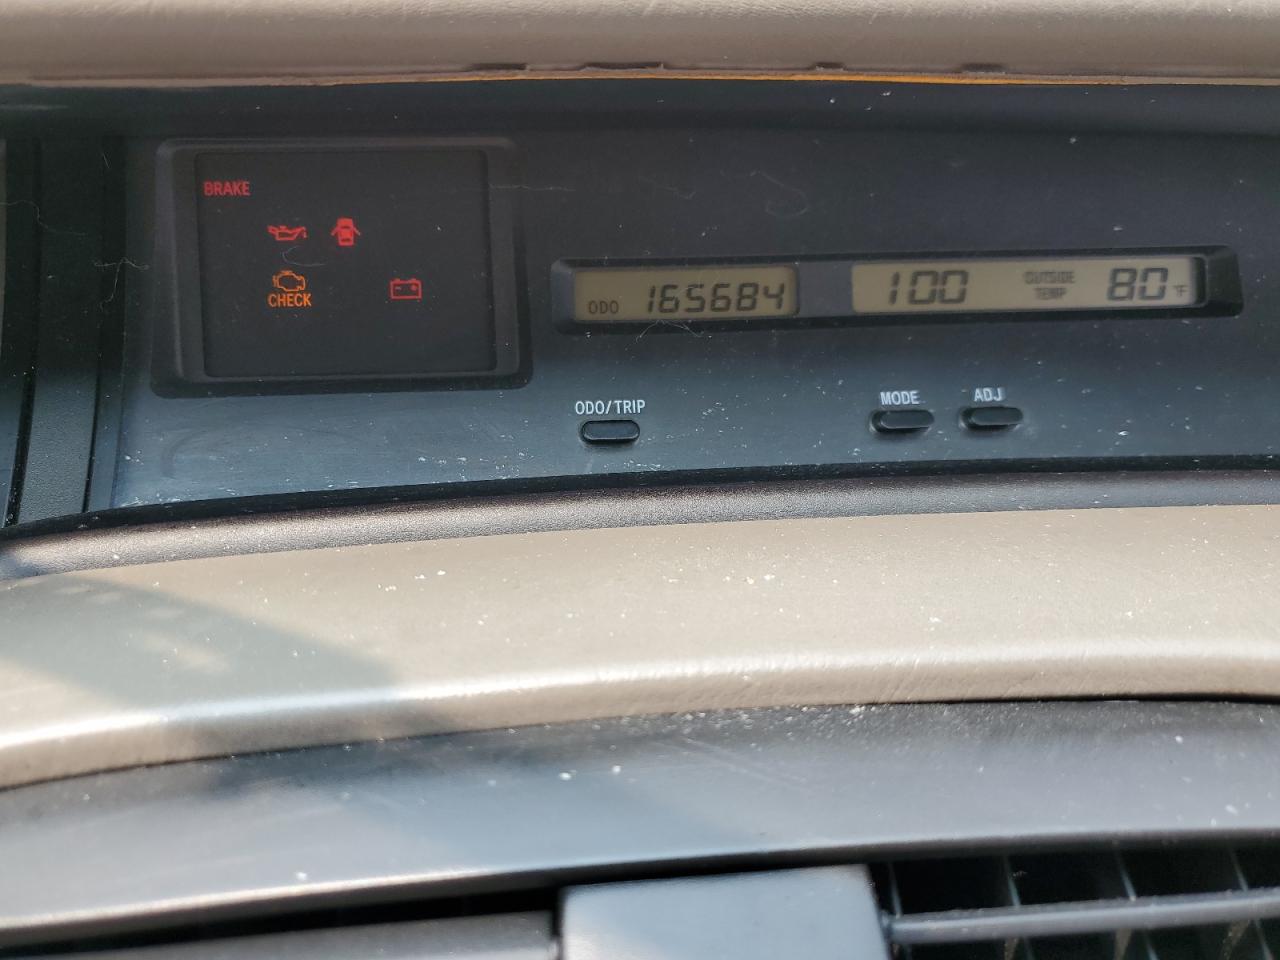 BRAKE
CHECK
ODO 165684
100 OUTSIDE TEMP 80 °F
ODO/TRIP
MODE ADJ